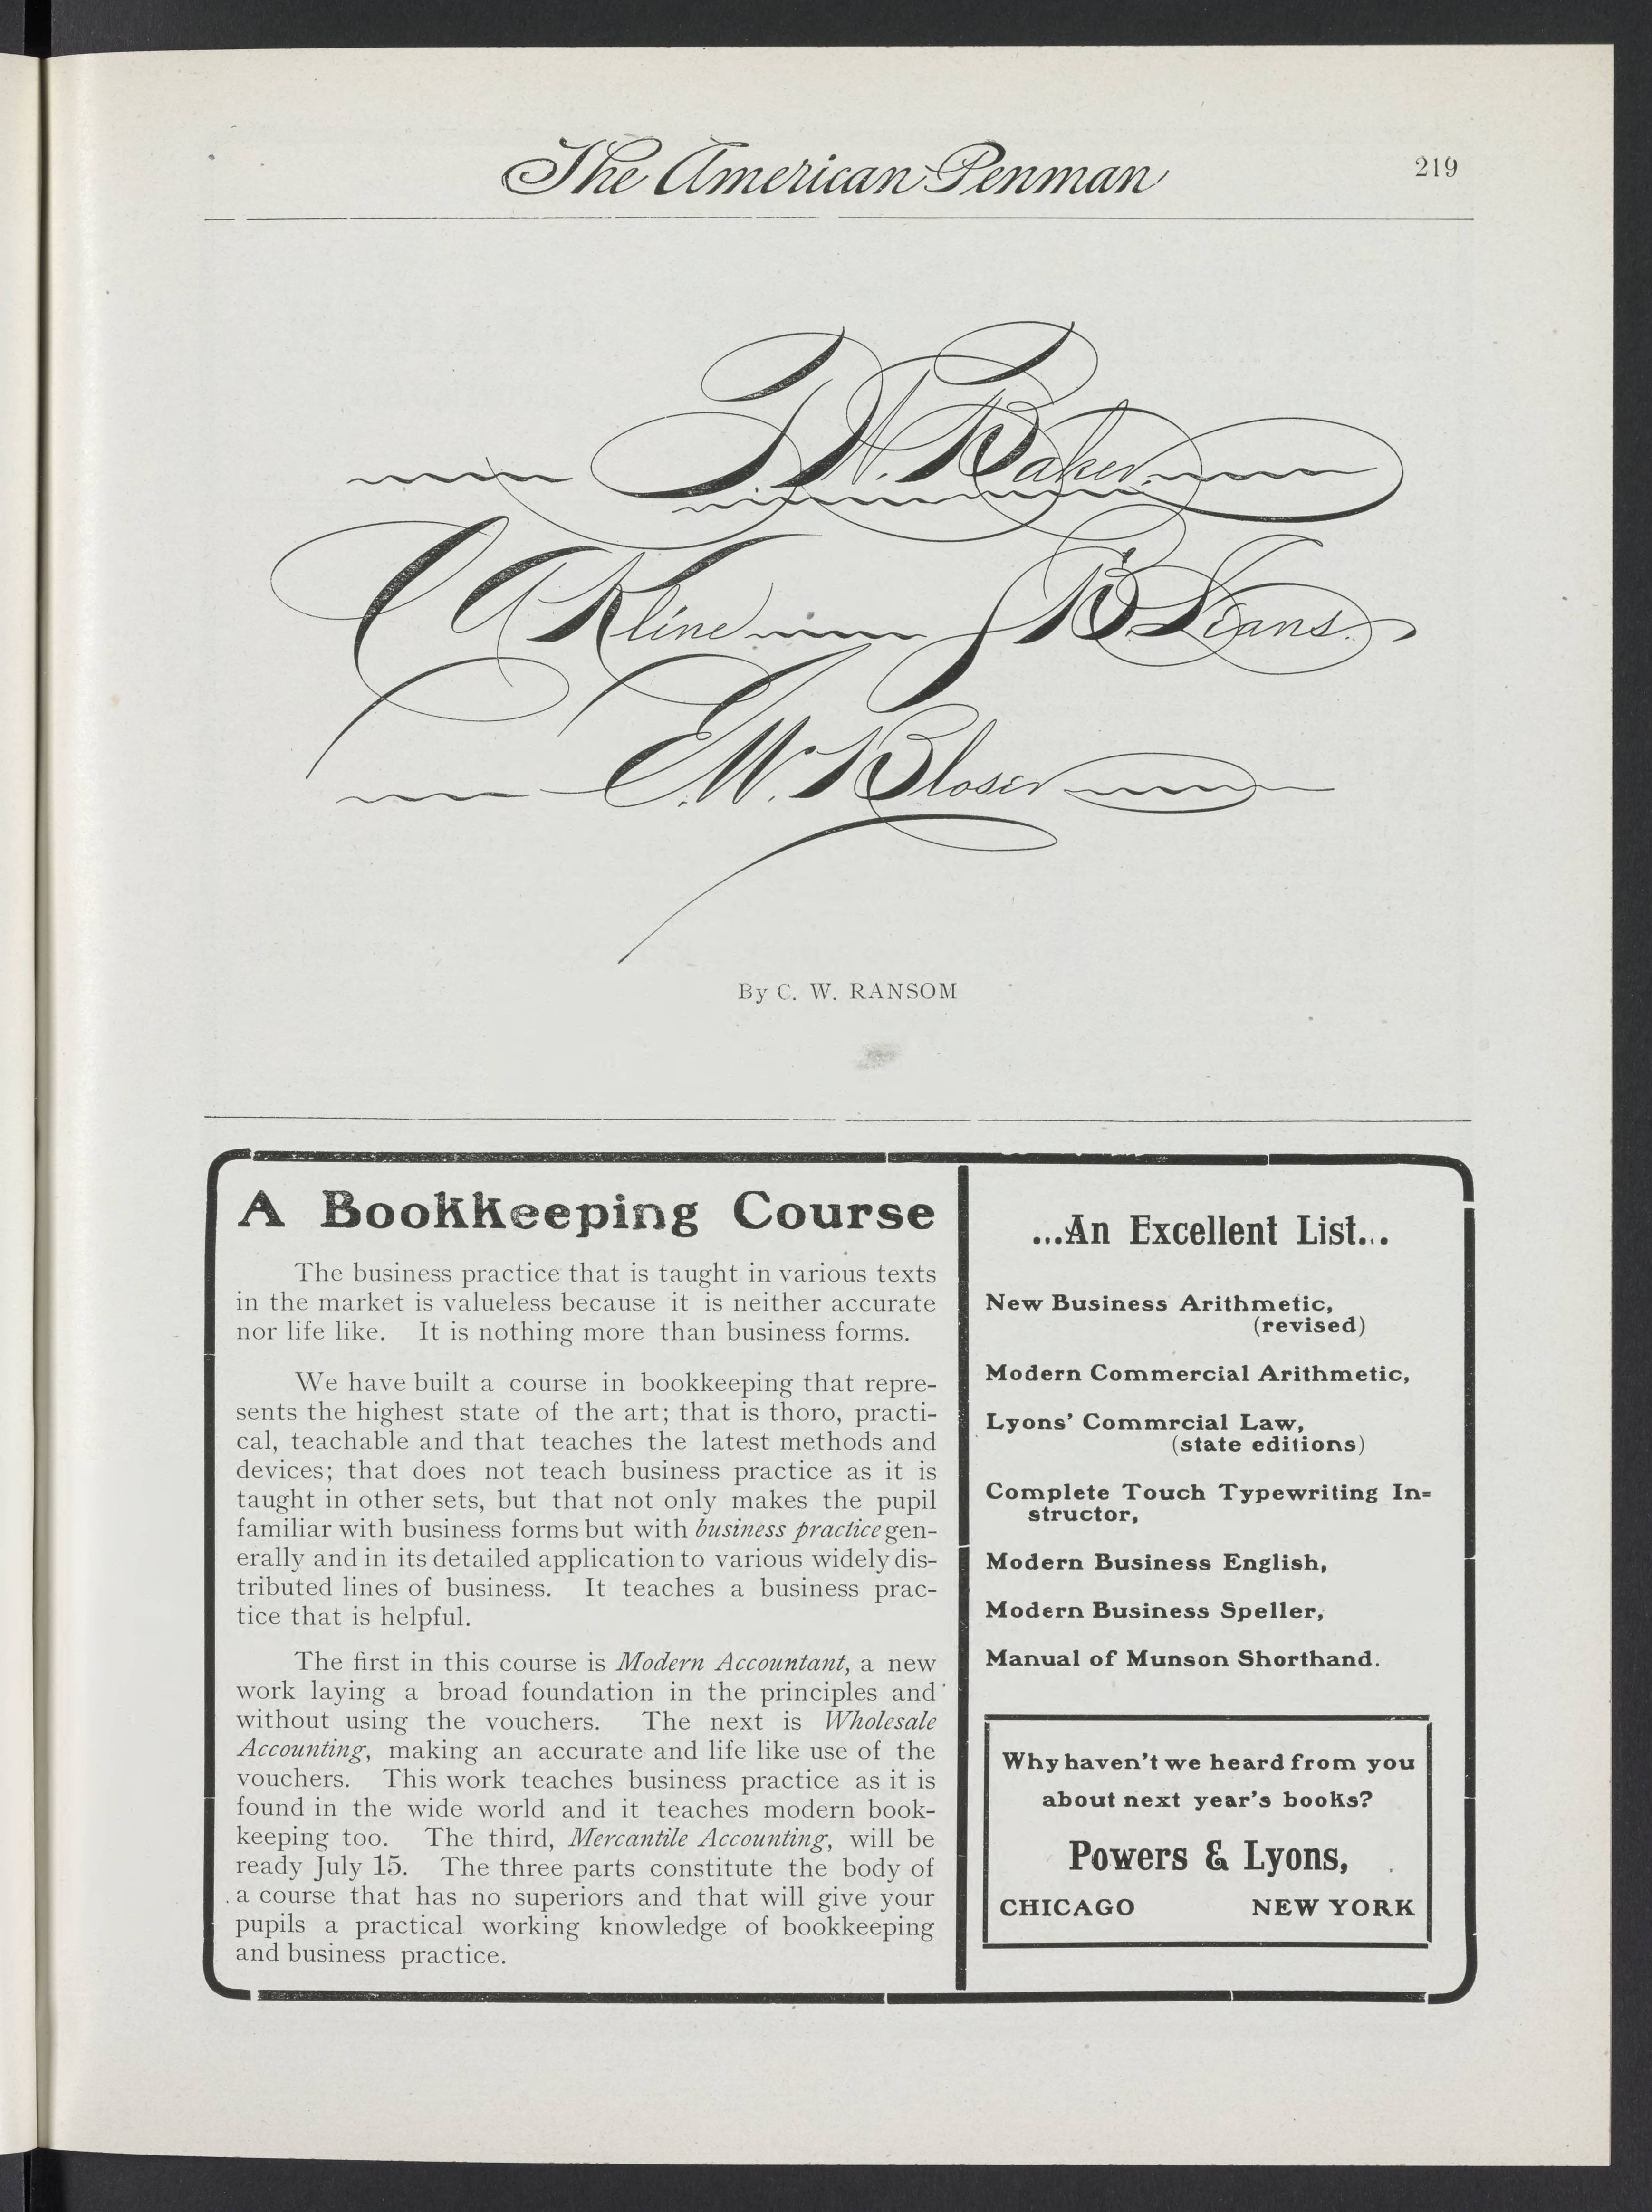 The American Penman
219
Baker.
C A Kline
E. W. Bloser
By C. W. RANSOM
A Bookkeeping Course
The business practice that is taught in various texts
in the market is valueless because it is neither accurate
nor life like. It is nothing more than business forms.
We have built a course in bookkeeping that repre-
sents the highest state of the art; that is thoro, practi-
cal, teachable and that teaches the latest methods and
devices; that does not teach business practice as it is
taught in other sets, but that not only makes the pupil
familiar with business forms but with business practice gen-
erally and in its detailed application to various widely dis-
tributed lines of business. It teaches a business prac-
tice that is helpful.
The first in this course is Modern Accountant, a new
work laying a broad foundation in the principles and
without using the vouchers. The next is Wholesale
Accounting, making an accurate and life like use of the
vouchers. This work teaches business practice as it is
found in the wide world and it teaches modern book-
keeping too. The third, Mercantile Accounting, will be
ready July 15. The three parts constitute the body of
a course that has no superiors and that will give your
pupils a practical working knowledge of bookkeeping
and business practice.
...An Excellent List...
New Business Arithmetic,
(revised)
Modern Commercial Arithmetic,
Lyons' Commrcial Law,
(state editions)
Complete Touch Typewriting In=
structor,
Modern Business English,
Modern Business Speller,
Manual of Munson Shorthand.
Why haven't we heard from you
about next year's books?
Powers & Lyons,
CHICAGO NEW YORK